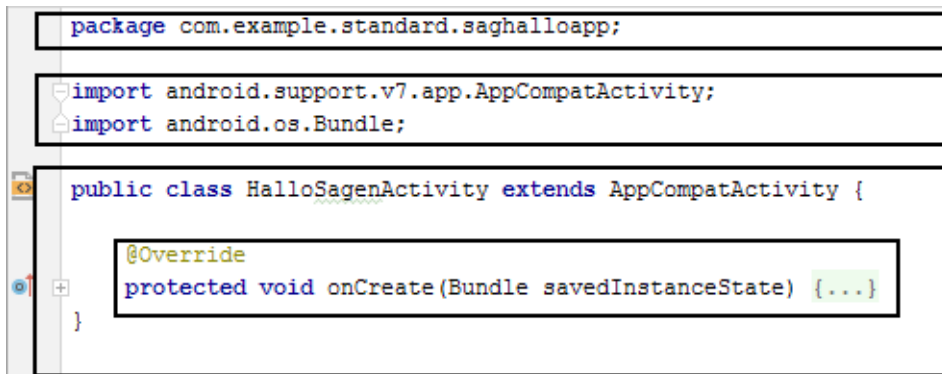 package com.example.standard.saghalloapp;
import android.support.v7.app.AppCompatActivity;
import android.os.Bundle;
public class HalloSagenActivity extends AppCompatActivity {
@Override
protected void onCreate(Bundle savedInstanceState) {...}
}